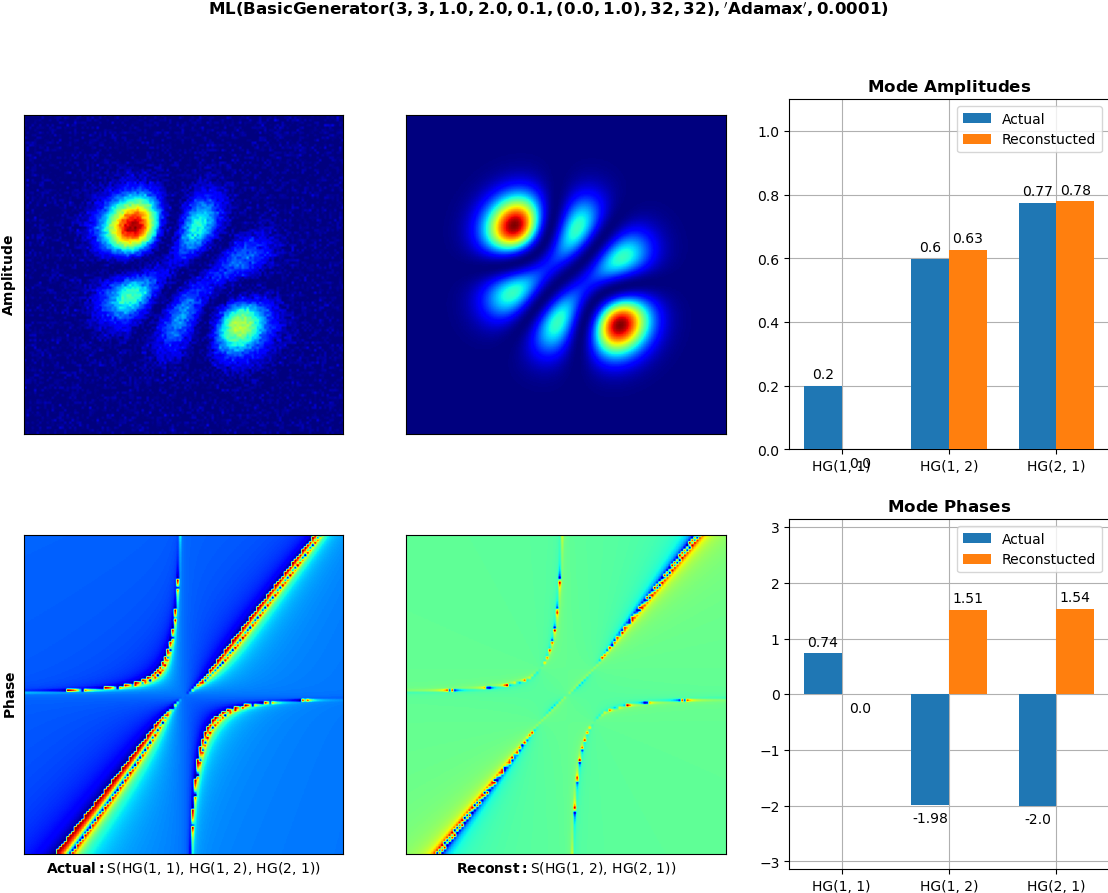 ML(BasicGenerator(3, 3, 1.0, 2.0, 0.1, (0.0, 1.0), 32, 32), 'Adamax', 0.0001)
Amplitude
Mode Amplitudes
Actual
Reconstucted
1.0
0.8
0.6
0.4
0.2
0.0
0.2
0.0
0.6
0.63
0.77
0.78
HG(1, 1)
HG(1, 2)
HG(2, 1)
Phase
Actual: S(HG(1, 1), HG(1, 2), HG(2, 1))
Reconst: S(HG(1, 2), HG(2, 1))
Mode Phases
Actual
Reconstucted
3
2
1
0
−1
−2
−3
0.74
0.0
-1.98
1.51
-2.0
1.54
HG(1, 1)
HG(1, 2)
HG(2, 1)